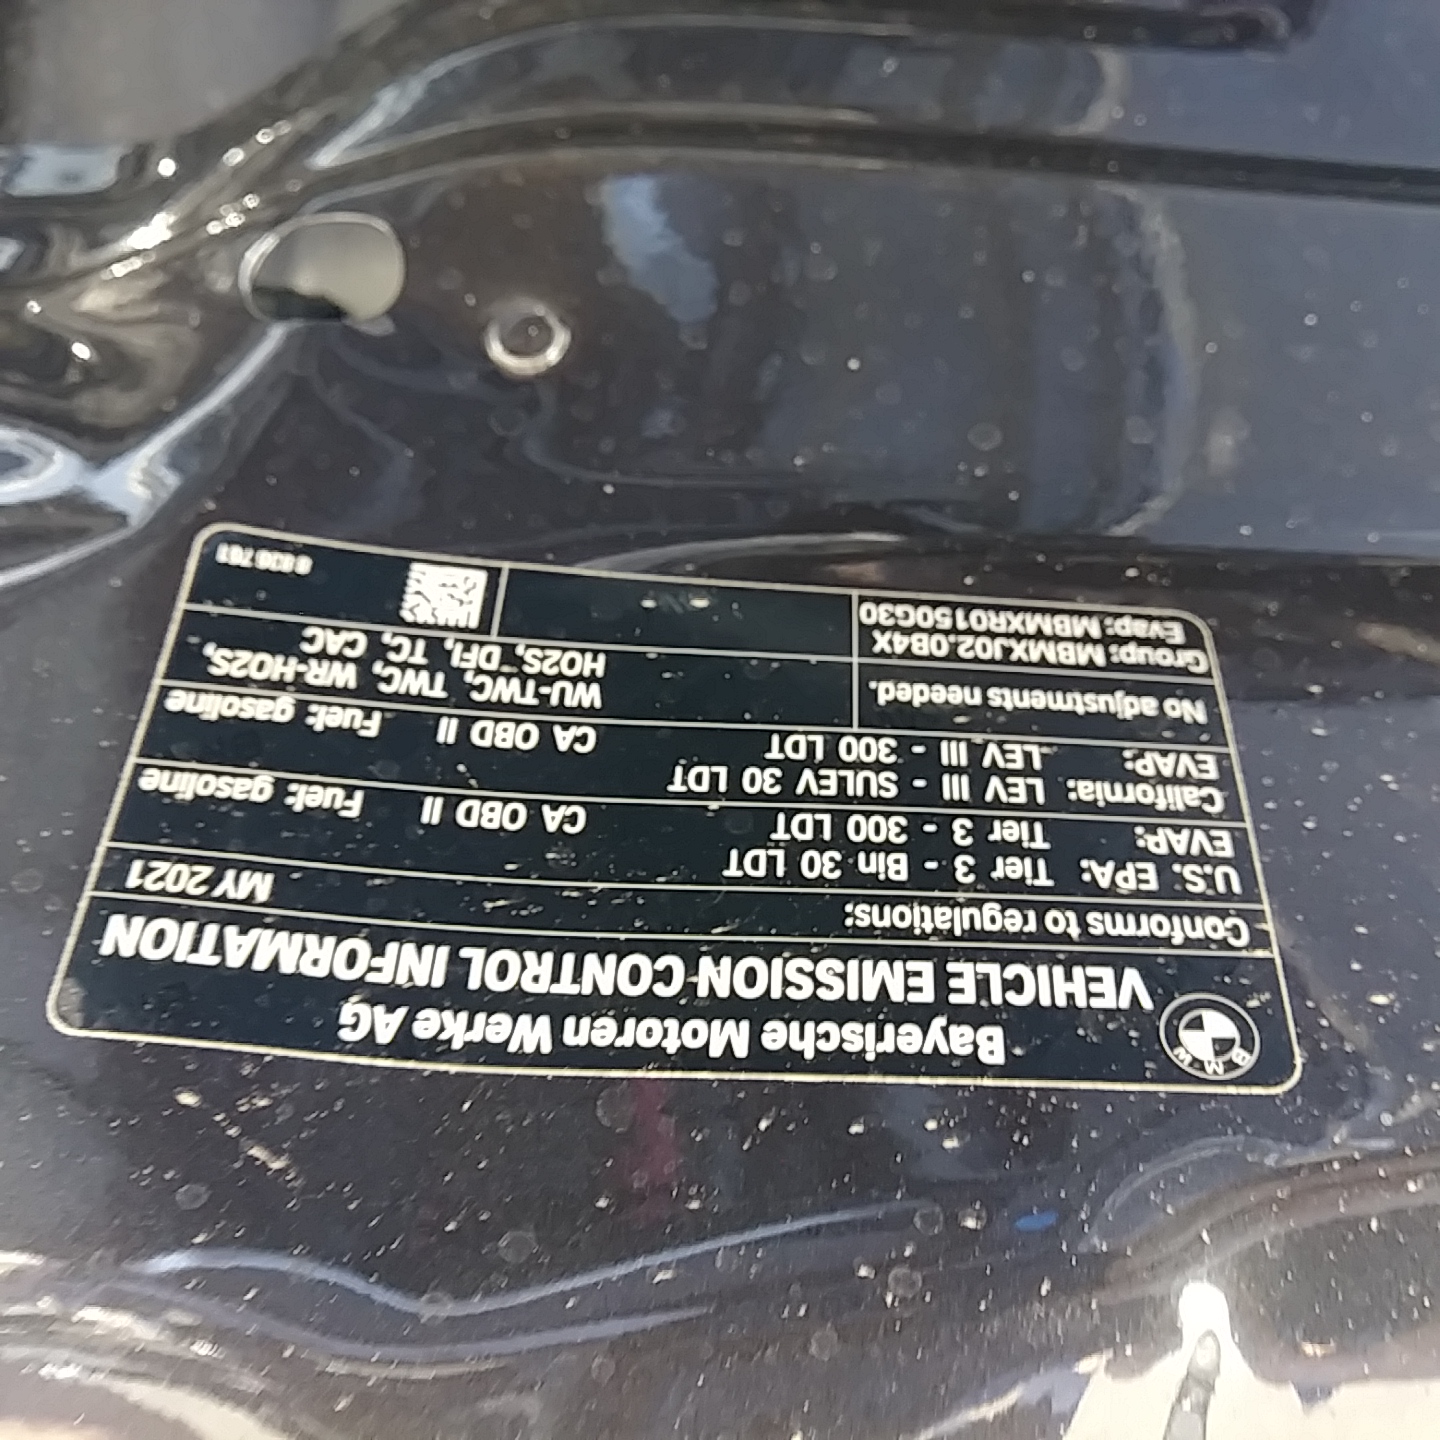 BMW
Bayerische Motoren Werke AG
VEHICLE EMISSION CONTROL INFORMATION
Conforms to regulations: MY 2021
U.S. EPA: Tier 3 - Bin 30 LDT CA OBD II Fuel: gasoline
EVAP: Tier 3 - 300 LDT
California: LEV III - SULEV 30 LDT CA OBD II Fuel: gasoline
EVAP: LEV III - 300 LDT
No adjustments needed.
WU-TWC, TWC, WR-HO2S,
HO2S, DFI, TC, CAC
Group: MBMXJ02.0B4X
Evap: MBMXR0150G30